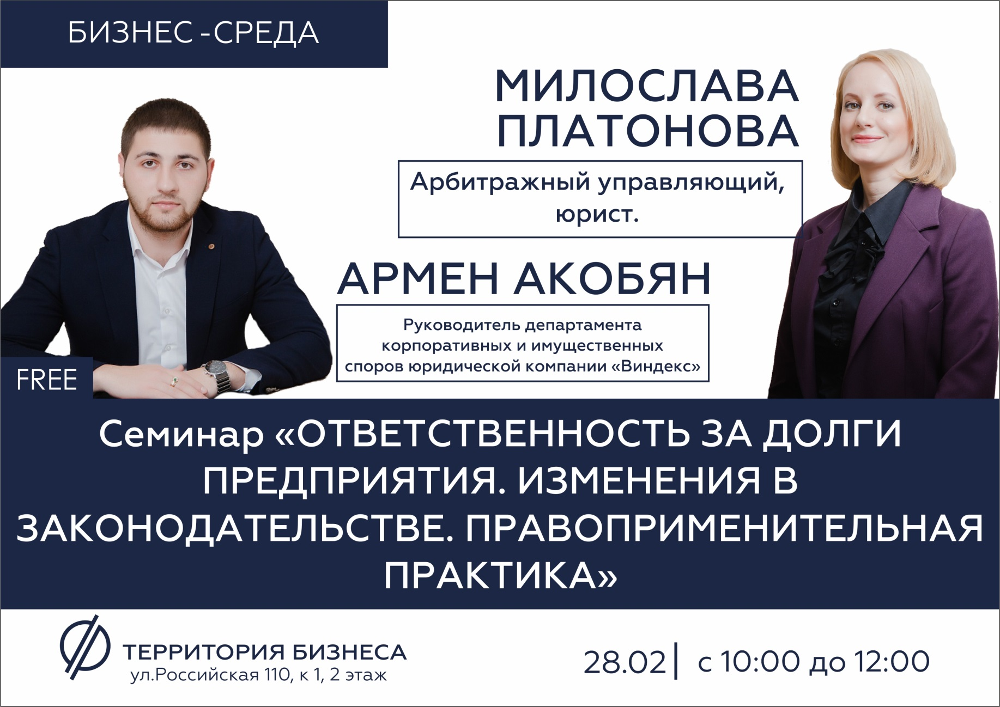 БИЗНЕС -СРЕДА
МИЛОСЛАВА
ПЛАТОНОВА
Арбитражный управляющий,
юрист.
АРМЕН АКОБЯН
Руководитель департамента
корпоративных и имущественных
споров юридической компании «Виндекс»
FREE
Семинар «ОТВЕТСТВЕННОСТЬ ЗА ДОЛГИ
ПРЕДПРИЯТИЯ. ИЗМЕНЕНИЯ В
ЗАКОНОДАТЕЛЬСТВЕ. ПРАВОПРИМЕНИТЕЛЬНАЯ
ПРАКТИКА»
ТЕРРИТОРИЯ БИЗНЕСА
ул.Российская 110, к 1, 2 этаж
28.02 | с 10:00 до 12:00